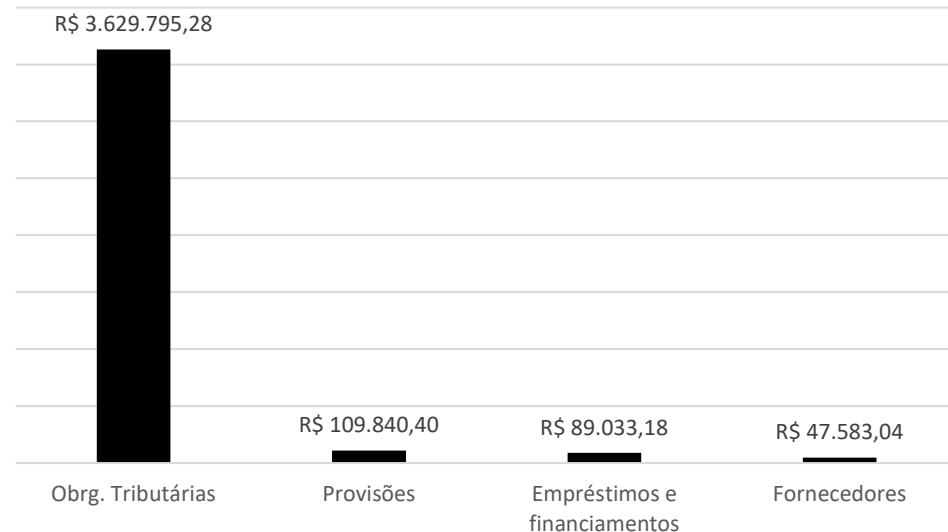 R$ 3.629.795,28
R$ 109.840,40
R$ 89.033,18
R$ 47.583,04
Obrg. Tributárias
Provisões
Empréstimos e
financiamentos
Fornecedores